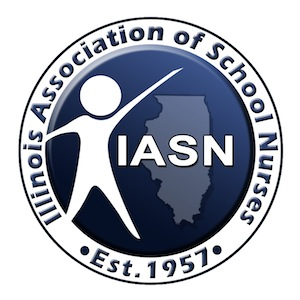 Illinois Association of School Nurses
IASN
•Est.1957•